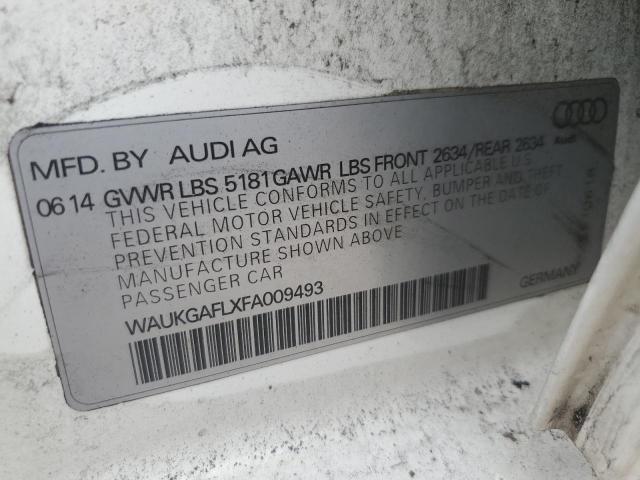 MFD. BY AUDI AG
Audi
06 14 GVWR LBS 5181 GAWR LBS FRONT 2634/REAR 2634
THIS VEHICLE CONFORMS TO ALL APPLICABLE U.S.
FEDERAL MOTOR VEHICLE SAFETY, BUMPER AND THEFT
PREVENTION STANDARDS IN EFFECT ON THE DATE OF
MANUFACTURE SHOWN ABOVE
PASSENGER CAR
GERMANY
WAUKGAFLXFA009493